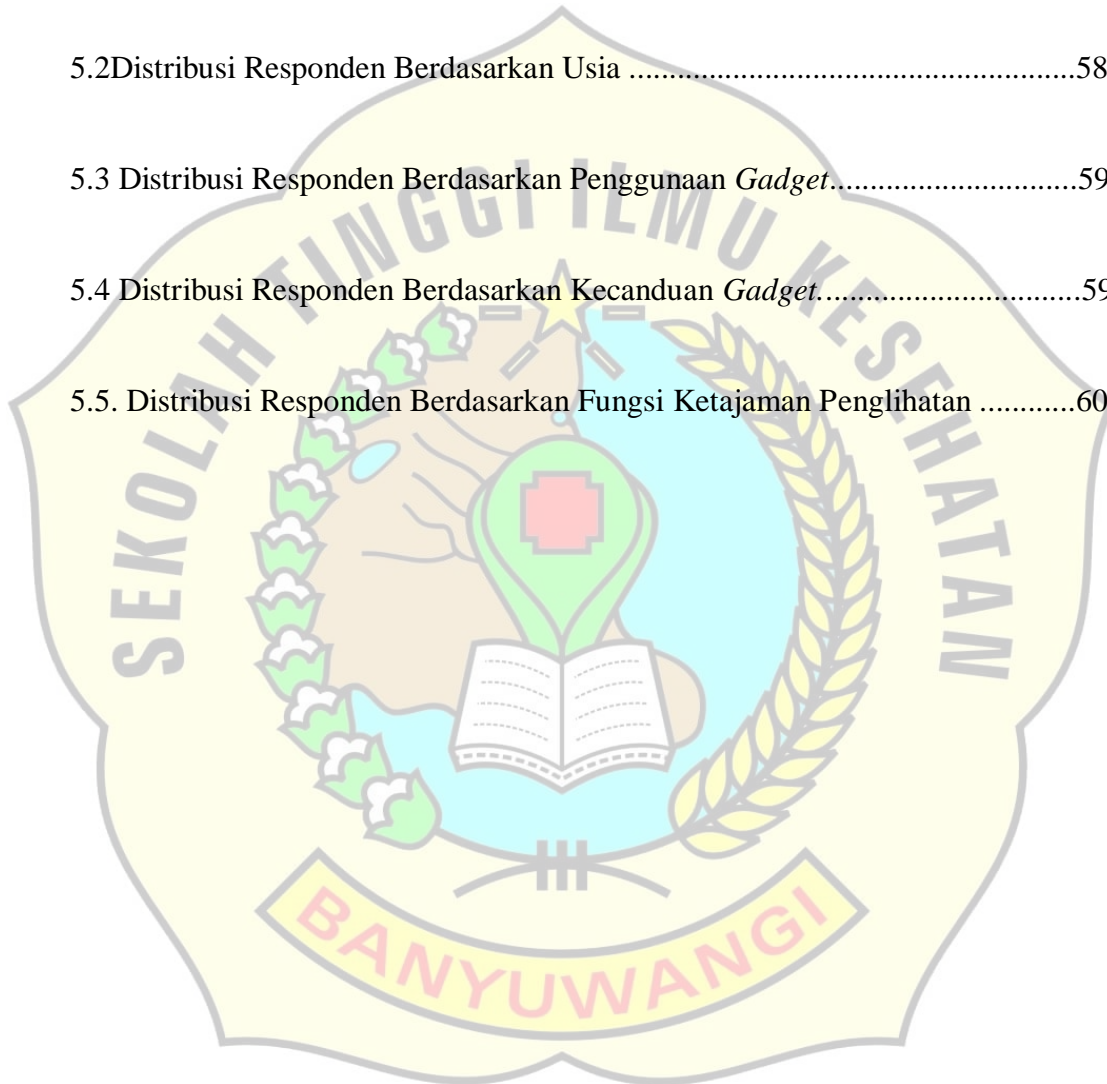 5.2Distribusi Responden Berdasarkan Usia .......................................................58
5.3 Distribusi Responden Berdasarkan Penggunaan Gadget...............................59
5.4 Distribusi Responden Berdasarkan Kecanduan Gadget................................59
5.5. Distribusi Responden Berdasarkan Fungsi Ketajaman Penglihatan ............60
SEKOLAH TINGGI ILMU KESEHATAN
BANYUWANGI